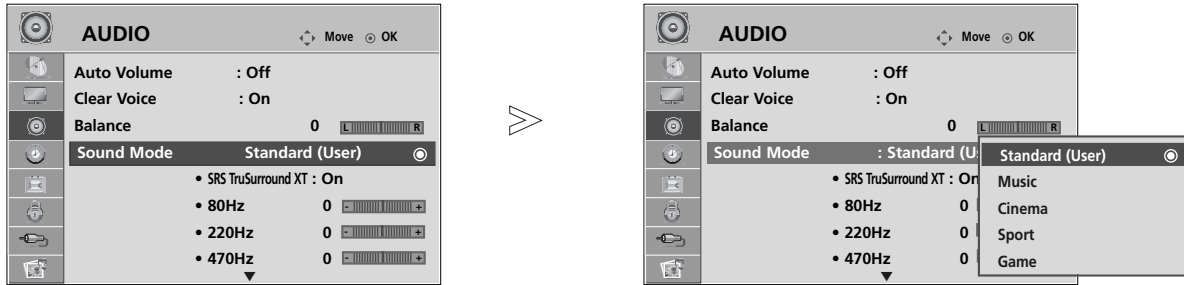 AUDIO
Move OK
Auto Volume : Off
Clear Voice : On
Balance 0 L R
Sound Mode Standard (User)
• SRS TruSurround XT : On
• 80Hz 0 - +
• 220Hz 0 - +
• 470Hz 0 - +
AUDIO
Move OK
Auto Volume : Off
Clear Voice : On
Balance 0 L R
Sound Mode : Standard (U
• SRS TruSurround XT : On
• 80Hz 0
• 220Hz 0
• 470Hz 0
Standard (User)
Music
Cinema
Sport
Game